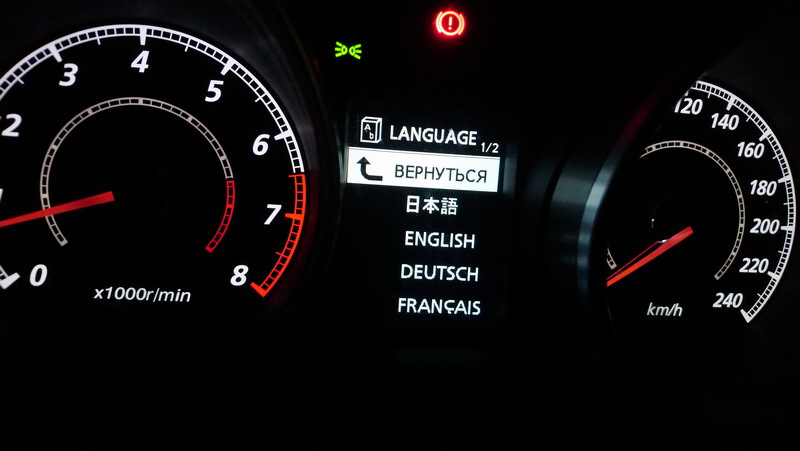 2
3
4
5
6
7
8
0
x1000r/min
LANGUAGE 1/2
ВЕРНУТЬСЯ
日本語
ENGLISH
DEUTSCH
FRANÇAIS
120
140
160
180
200
220
240
km/h